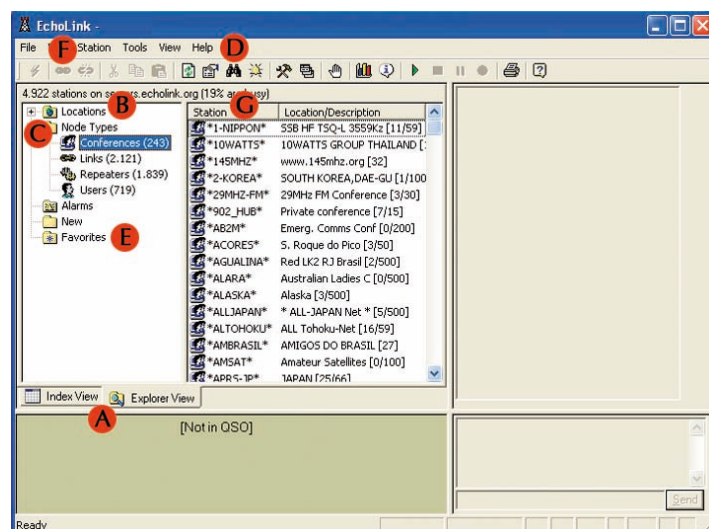 EchoLink -
File Station Tools View Help
F D
4.922 stations on servers.echolink.org (19% are busy)
B G
C
E
Locations
Node Types
Conferences (243)
Links (2.121)
Repeaters (1.839)
Users (719)
Alarms
New
Favorites
Station Location/Description
*1-NIPPON* SSB HF TSQ-L 3559Kz [11/59]
*10WATTS* 10WATTS GROUP THAILAND [
*145MHZ* www.145mhz.org [32]
*2-KOREA* SOUTH KOREA,DAE-GU [1/100
*29MHZ-FM* 29MHz FM Conference [3/30]
*902_HUB* Private conference [7/15]
*AB2M* Emerg. Comms Conf [0/200]
*ACORES* S. Roque do Pico [3/50]
*AGUALINA* Red LK2 RJ Brasil [2/500]
*ALARA* Australian Ladies C [0/500]
*ALASKA* Alaska [3/500]
*ALLJAPAN* * ALL-JAPAN Net * [5/500]
*ALTOHOKU* ALL Tohoku-Net [16/59]
*AMBRASIL* AMIGOS DO BRASIL [27]
*AMSAT* Amateur Satellites [0/100]
*APRS-JP* JAPAN [25/66]
Index View Explorer View
A
[Not in QSO]
Send
Ready